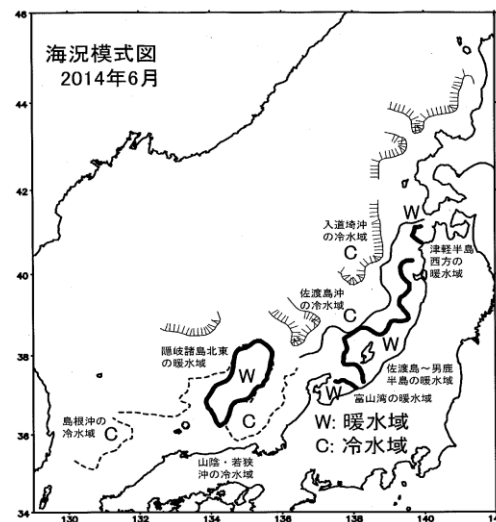 海況模式図
2014年6月
46
44
42
41
40
38
36
34
130
132
134
136
138
140
入道埼沖
の冷水域
C
W
津軽半島
西方の
暖水域
佐渡島沖
の冷水域
C
隠岐諸島北東
の暖水域
W
W
佐渡島～男鹿
半島の暖水域
W
富山湾の暖水域
島根沖の
冷水域
C
C
山陰・若狭
沖の冷水域
W: 暖水域
C: 冷水域